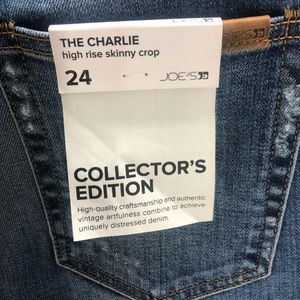 THE CHARLIE
high rise skinny crop
24
JOE'S
JOE'S
COLLECTOR'S
EDITION
High-quality craftsmanship and authentic
vintage artfulness combine to achieve
uniquely distressed denim.